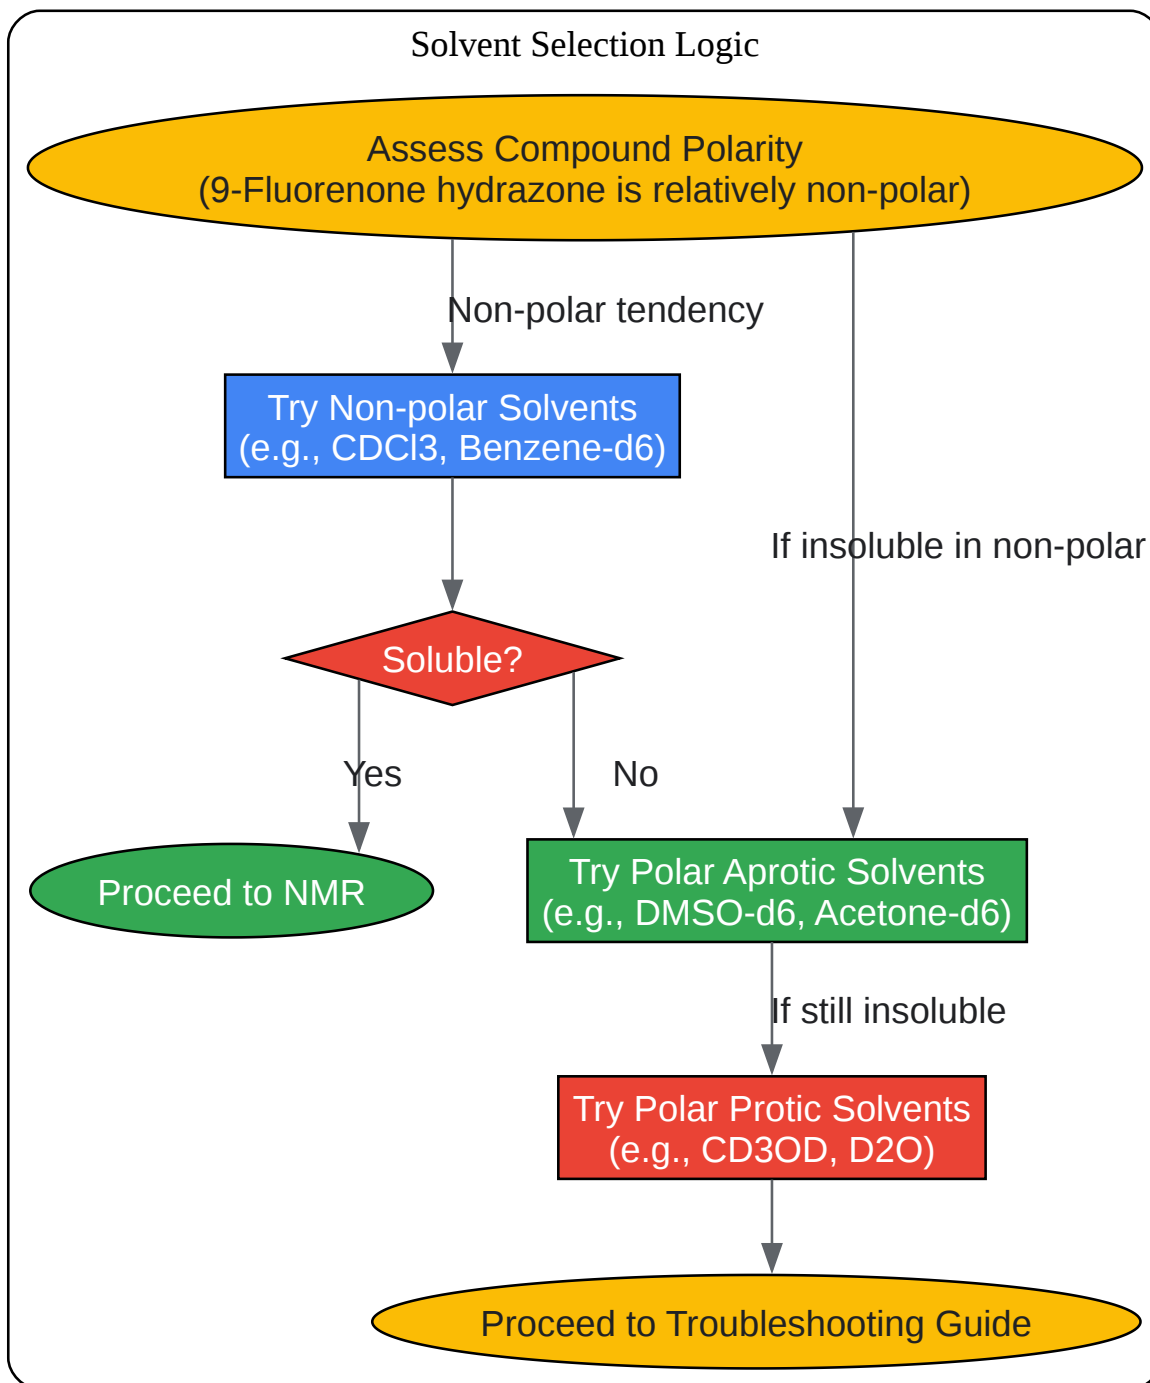 Solvent Selection Logic
Assess Compound Polarity
(9-Fluorenone hydrazone is relatively non-polar)
Non-polar tendency
Try Non-polar Solvents
(e.g., CDCl3, Benzene-d6)
If insoluble in non-polar
Soluble?
Yes
No
Proceed to NMR
Try Polar Aprotic Solvents
(e.g., DMSO-d6, Acetone-d6)
If still insoluble
Try Polar Protic Solvents
(e.g., CD3OD, D2O)
Proceed to Troubleshooting Guide